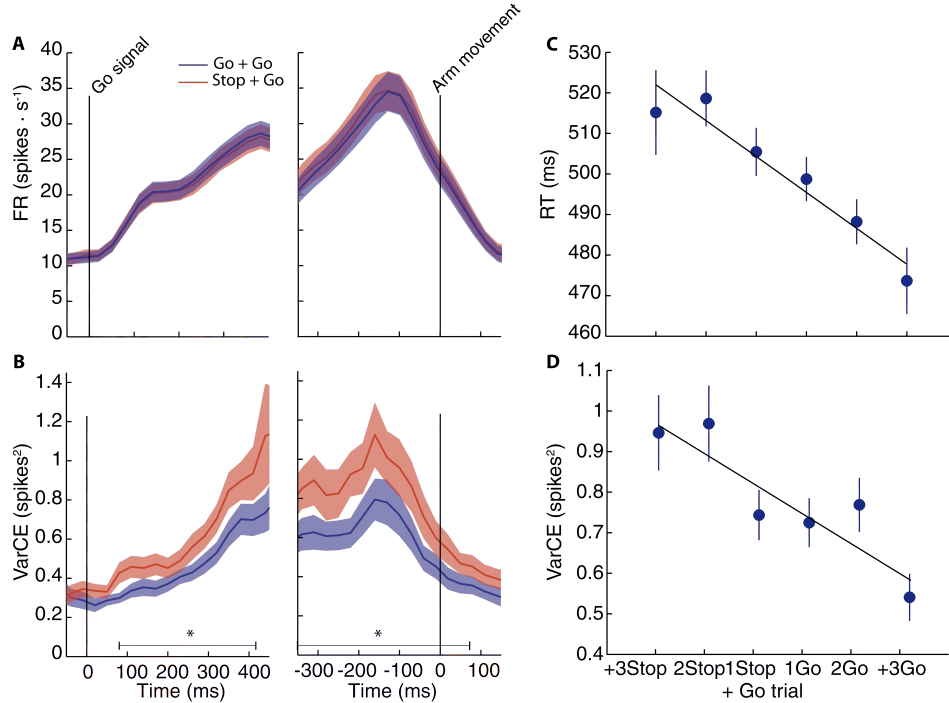 A
Go signal
Go + Go
Stop + Go
Arm movement
FR (spikes · s⁻¹)
40
35
30
25
20
15
10
5
0
C
RT (ms)
530
520
510
500
490
480
470
460
B
VarCE (spikes²)
1.4
1.2
1
0.8
0.6
0.4
0.2
0
*
*
0 100 200 300 400
Time (ms)
-300 -200 -100 0 100
Time (ms)
D
VarCE (spikes²)
1.1
1
0.9
0.8
0.7
0.6
0.5
0.4
+3Stop 2Stop 1Stop 1Go 2Go +3Go
+ Go trial